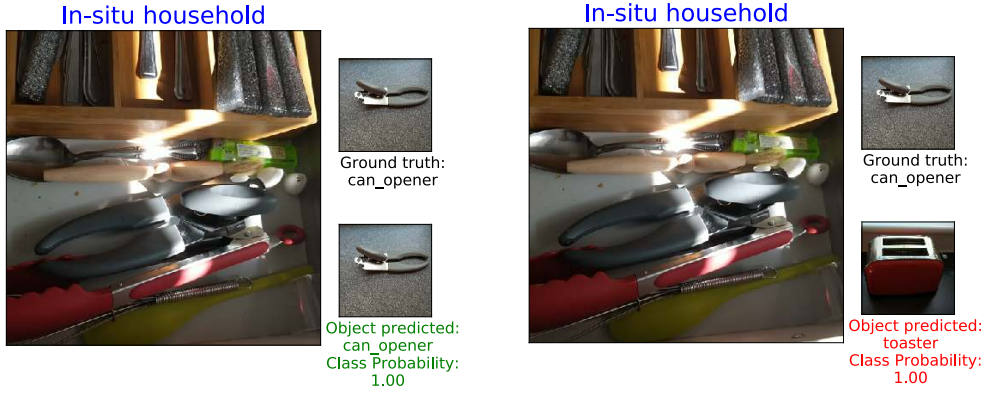 In-situ household
Ground truth:
can_opener
Object predicted:
can_opener
Class Probability:
1.00
In-situ household
Ground truth:
can_opener
Object predicted:
toaster
Class Probability:
1.00